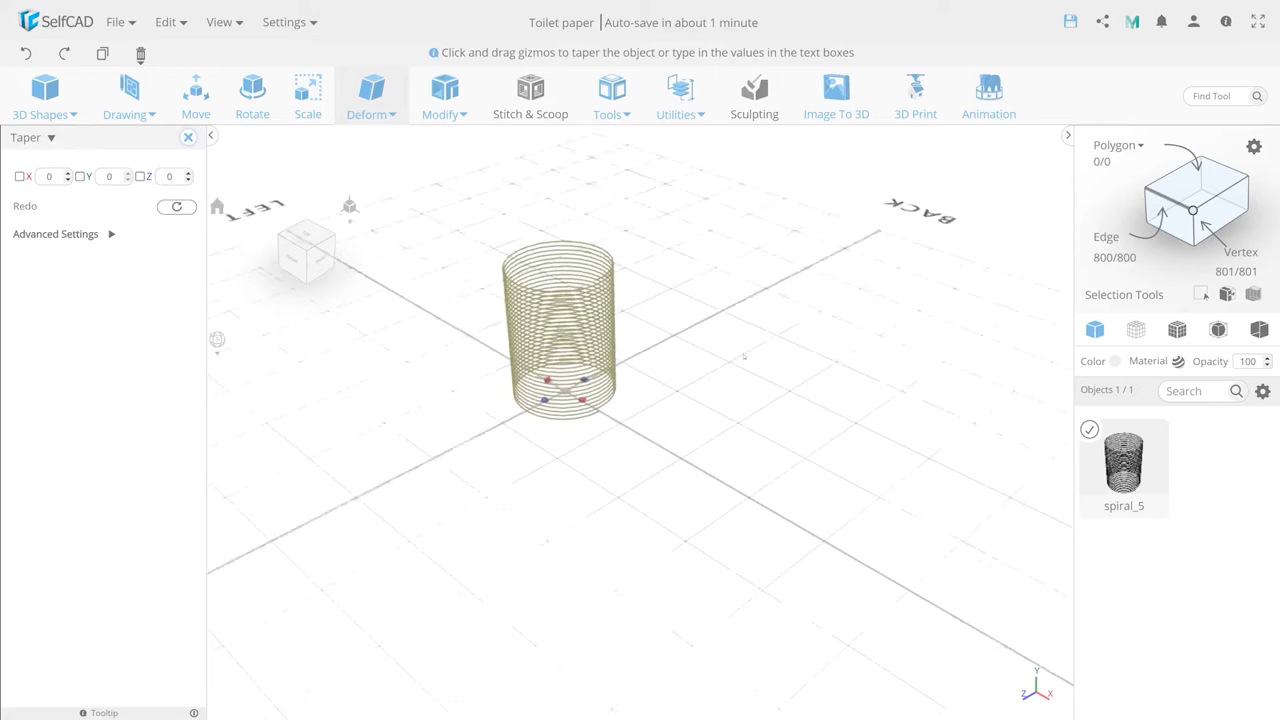 SelfCAD File Edit View Settings Toilet paper Auto-save in about 1 minute
Click and drag gizmos to taper the object or type in the values in the text boxes
3D Shapes Drawing Move Rotate Scale Deform Modify Stitch & Scoop Tools Utilities Sculpting Image To 3D 3D Print Animation Find Tool
Taper
X 0 Y 0 Z 0
Redo
Advanced Settings
LEFT
BACK
Polygon
0/0
Edge
800/800
Vertex
801/801
Selection Tools
Color Material Opacity 100
Objects 1 / 1 Search
spiral_5
Y
Z X
Tooltip